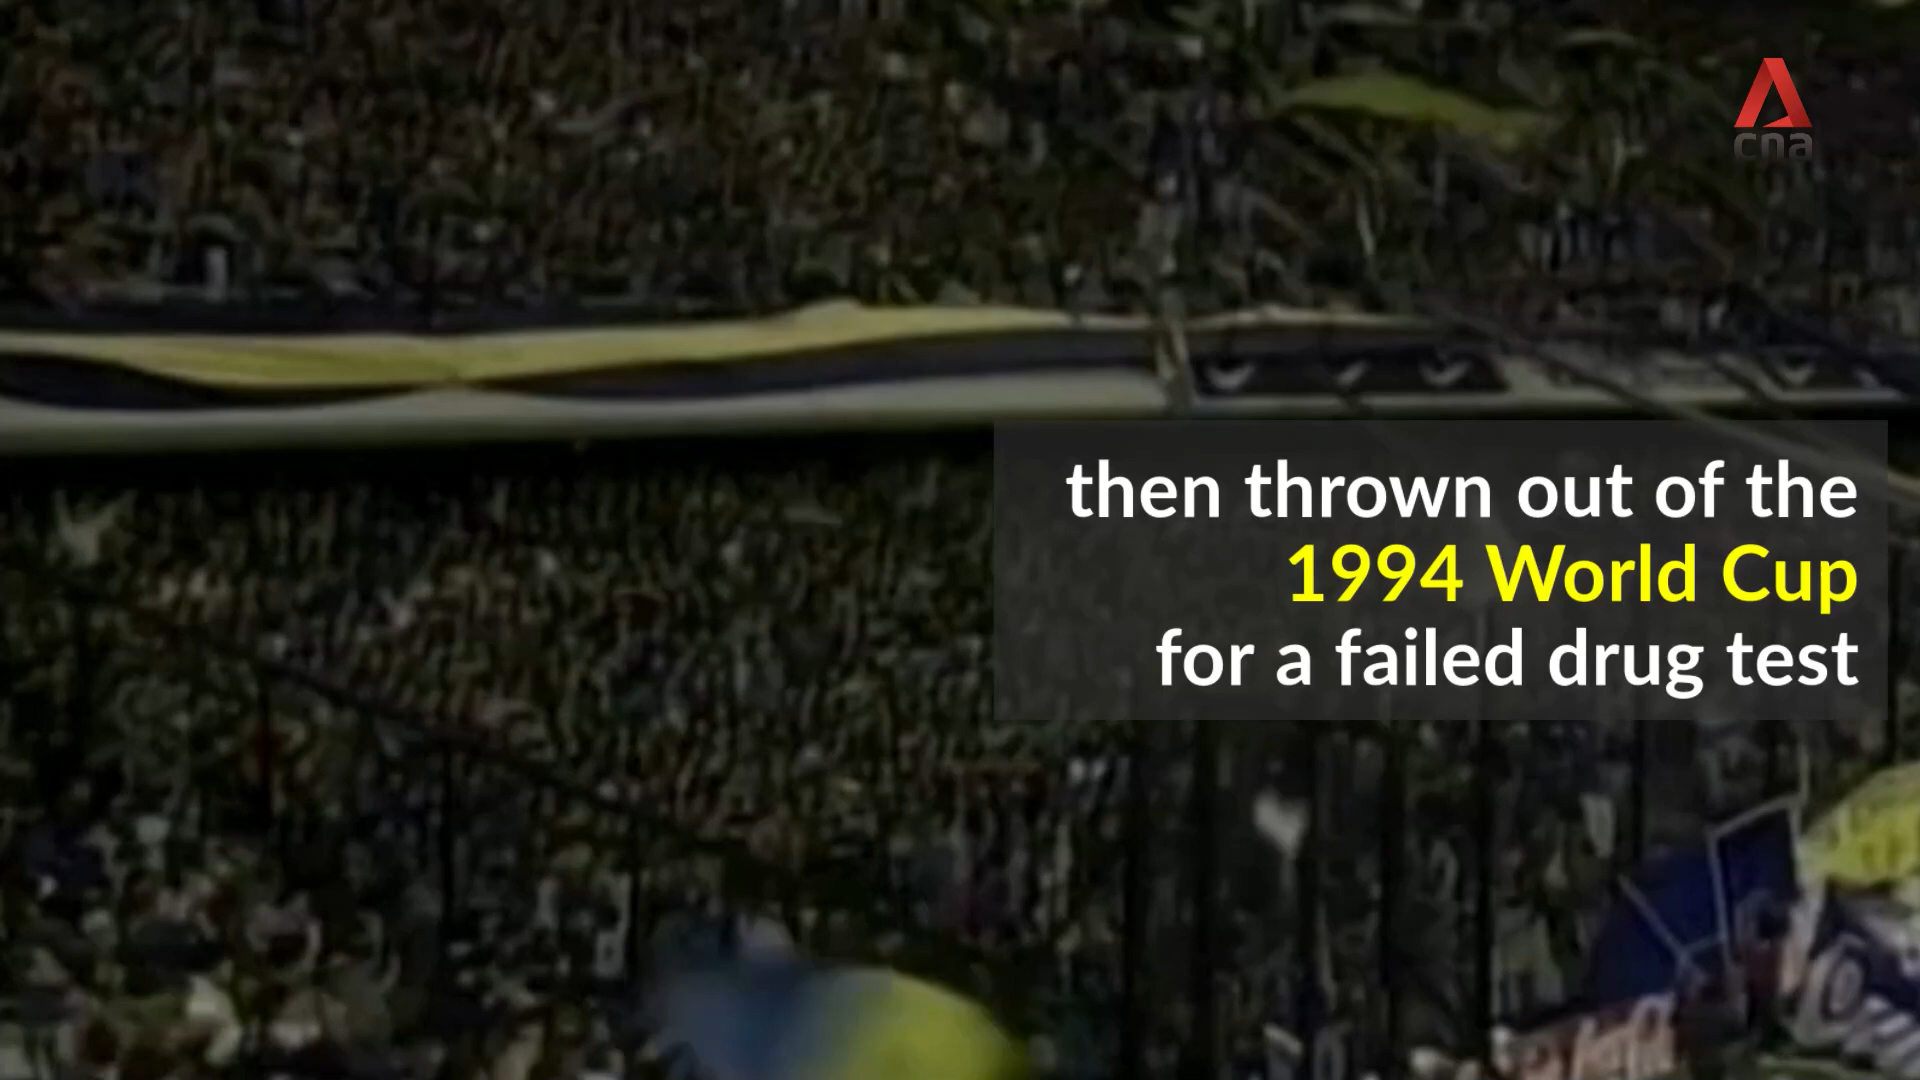 cna
then thrown out of the
1994 World Cup
for a failed drug test